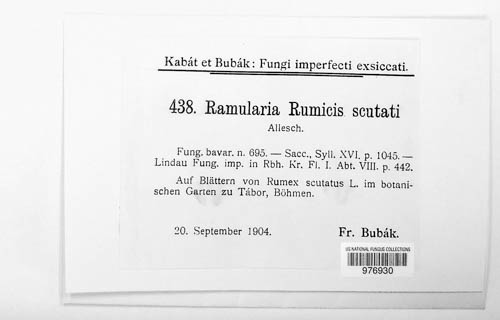 Kabát et Bubák: Fungi imperfecti exsiccati.
438. Ramularia Rumicis scutati
Allesch.
Fung. bavar. n. 695. — Sacc., Syll. XVI. p. 1045. —
Lindau Fung. imp. in Rbh. Kr. Fl. I. Abt. VIII. p. 442.
Auf Blättern von Rumex scutatus L. im botani-
schen Garten zu Tábor, Böhmen.
20. September 1904. Fr. Bubák.
US NATIONAL FUNGUS COLLECTIONS
976930